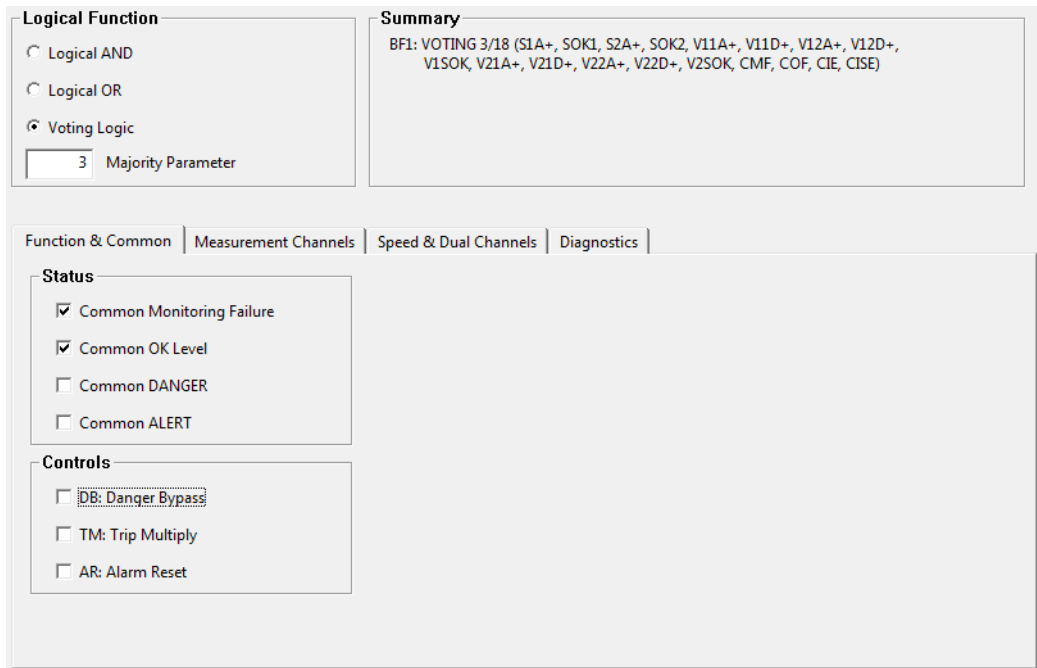 Logical Function
Logical AND
Logical OR
Voting Logic
3 Majority Parameter
Summary
BF1: VOTING 3/18 (S1A+, SOK1, S2A+, SOK2, V11A+, V11D+, V12A+, V12D+,
V1SOK, V21A+, V21D+, V22A+, V22D+, V2SOK, CMF, COF, CIE, CISE)
Function & Common Measurement Channels Speed & Dual Channels Diagnostics
Status
Common Monitoring Failure
Common OK Level
Common DANGER
Common ALERT
Controls
DB: Danger Bypass
TM: Trip Multiply
AR: Alarm Reset